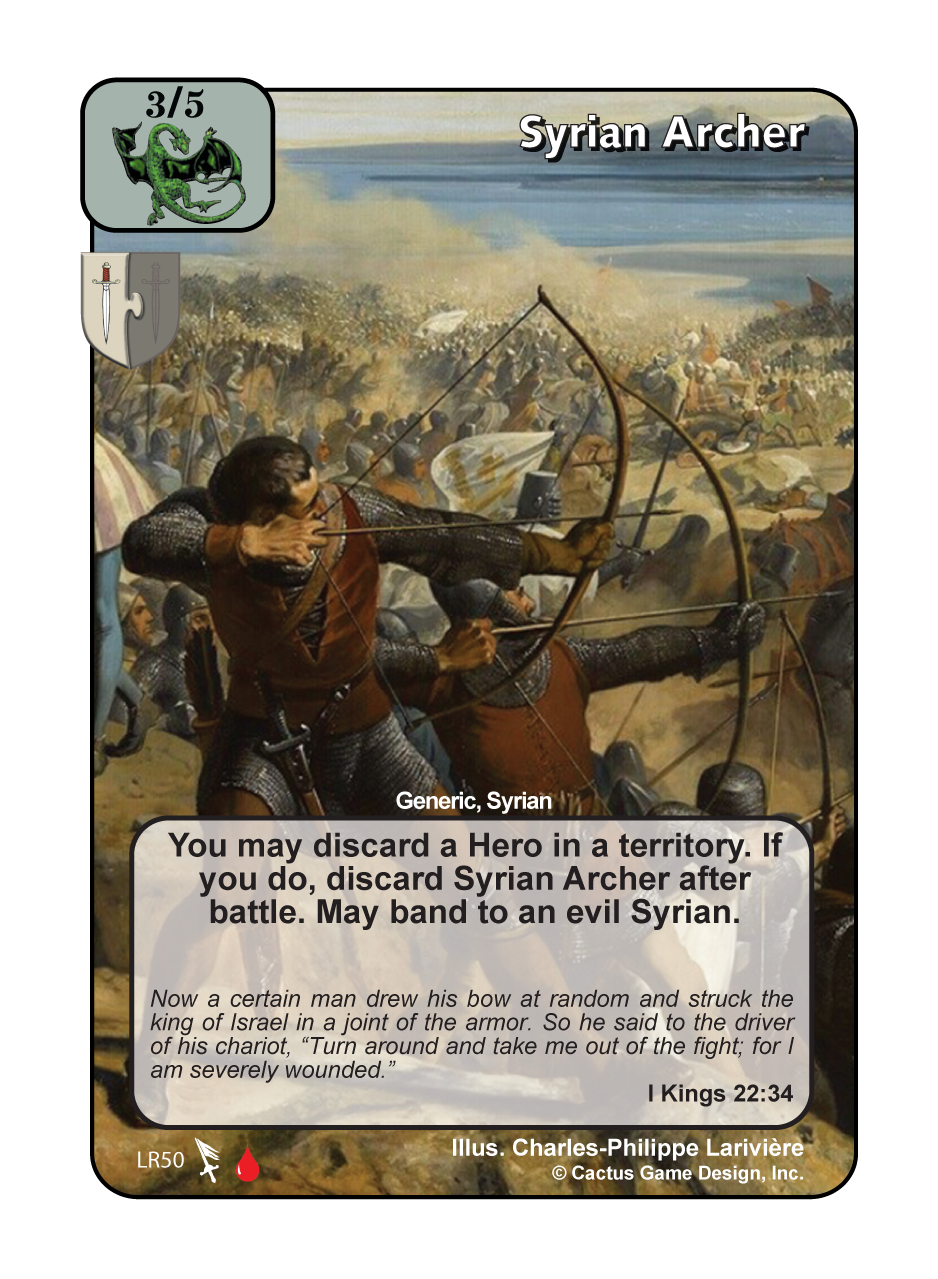 3/5
Syrian Archer
Generic, Syrian
You may discard a Hero in a territory. If
you do, discard Syrian Archer after
battle. May band to an evil Syrian.
Now a certain man drew his bow at random and struck the
king of Israel in a joint of the armor. So he said to the driver
of his chariot, “Turn around and take me out of the fight; for I
am severely wounded.”
I Kings 22:34
LR50
Illus. Charles-Philippe Larivière
© Cactus Game Design, Inc.